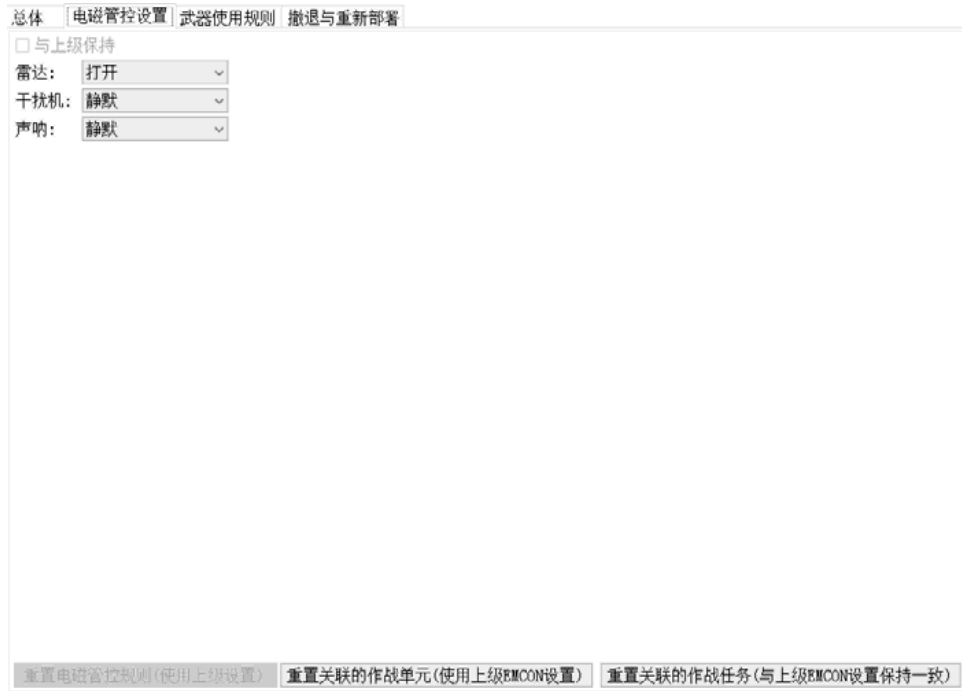 总体 电磁管控设置 武器使用规则 撤退与重新部署
与上级保持
雷达: 打开
干扰机: 静默
声呐: 静默
重置电磁管控规则(使用上级设置) 重置关联的作战单元(使用上级EMCON设置) 重置关联的作战任务(与上级EMCON设置保持一致)